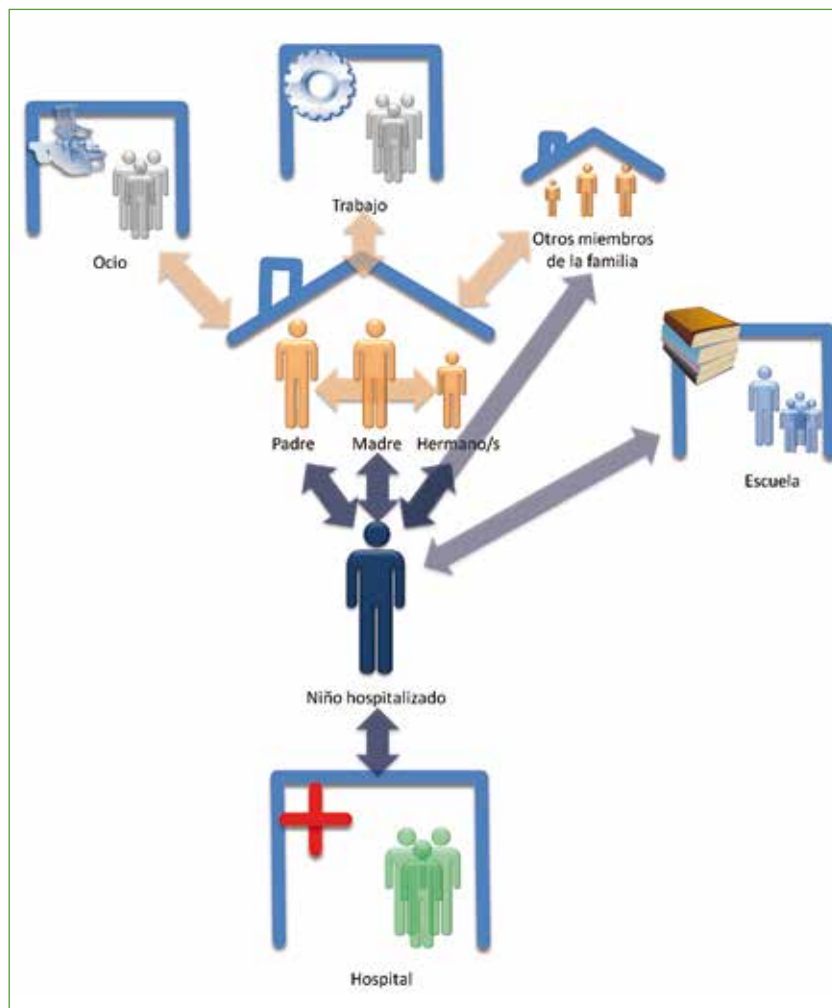 Trabajo
Ocio
Otros miembros
de la familia
Padre Madre Hermano/s
Escuela
Niño hospitalizado
Hospital